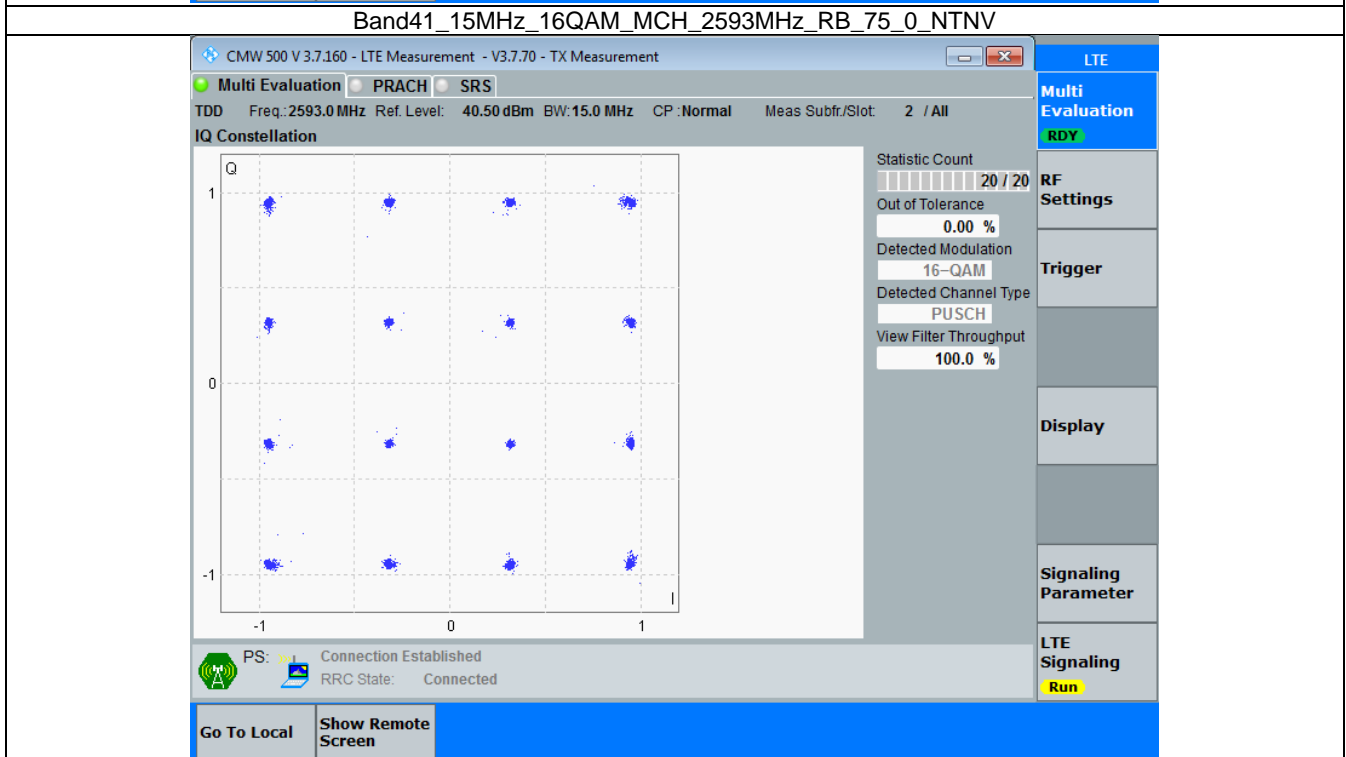 Band41_15MHz_16QAM_MCH_2593MHz_RB_75_0_NTNV
CMW 500 V 3.7.160 - LTE Measurement - V3.7.70 - TX Measurement
LTE
Multi Evaluation PRACH SRS
TDD Freq.: 2593.0 MHz Ref. Level: 40.50 dBm BW: 15.0 MHz CP : Normal Meas Subfr./Slot: 2 / All
IQ Constellation
Q
1
0
-1
-1 0 1
I
Statistic Count
20 / 20
Out of Tolerance
0.00 %
Detected Modulation
16-QAM
Detected Channel Type
PUSCH
View Filter Throughput
100.0 %
Multi
Evaluation
RDY
RF
Settings
Trigger
Display
Signaling
Parameter
LTE
Signaling
Run
PS:
Connection Established
RRC State: Connected
Go To Local
Show Remote
Screen